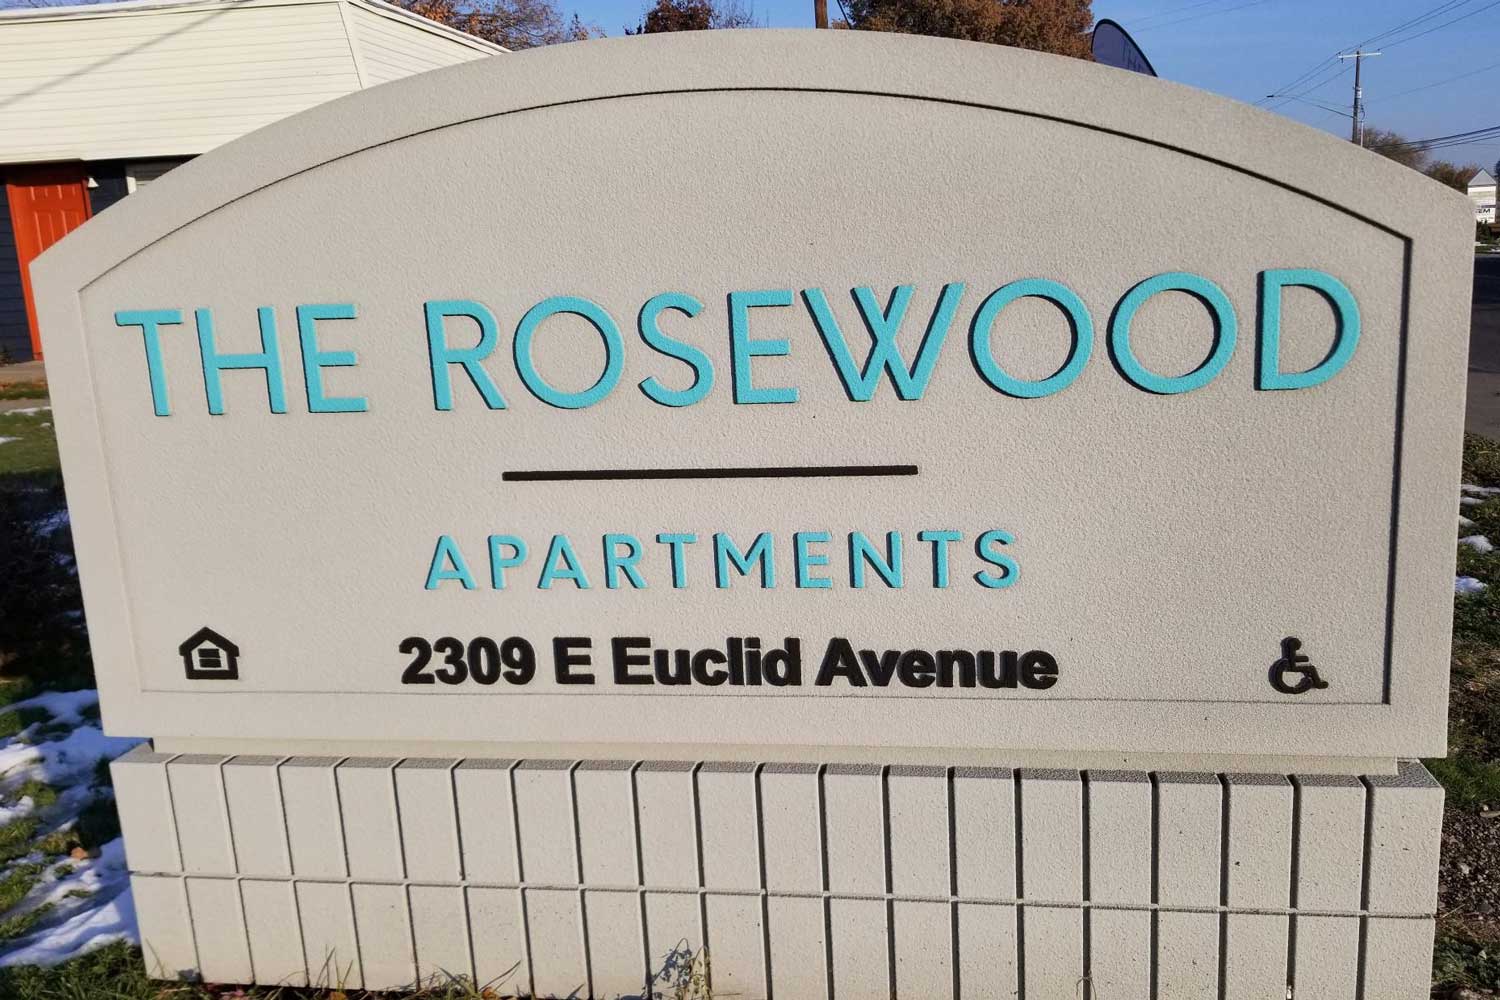 THE ROSEWOOD
APARTMENTS
2309 E Euclid Avenue